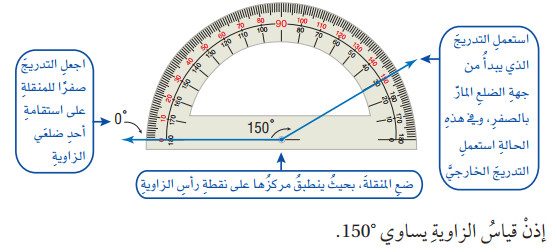 استعملِ التدريجَ
الذي يبدأُ من
جهةِ الضلعِ المارِّ
بالصفرِ، وفي هذهِ
الحالةِ استعملِ
التدريجَ الخارجيَّ
اجعلِ التدريجَ
صفرًا للمنقلةِ
على استقامةِ
أحدِ ضلعَيِ
الزاويةِ
0°
90
150°
ضعِ المنقلةَ، بحيثُ ينطبقُ مركزُها على نقطةِ رأسِ الزاويةِ
إذنْ قياسُ الزاويةِ يساوي 150°.